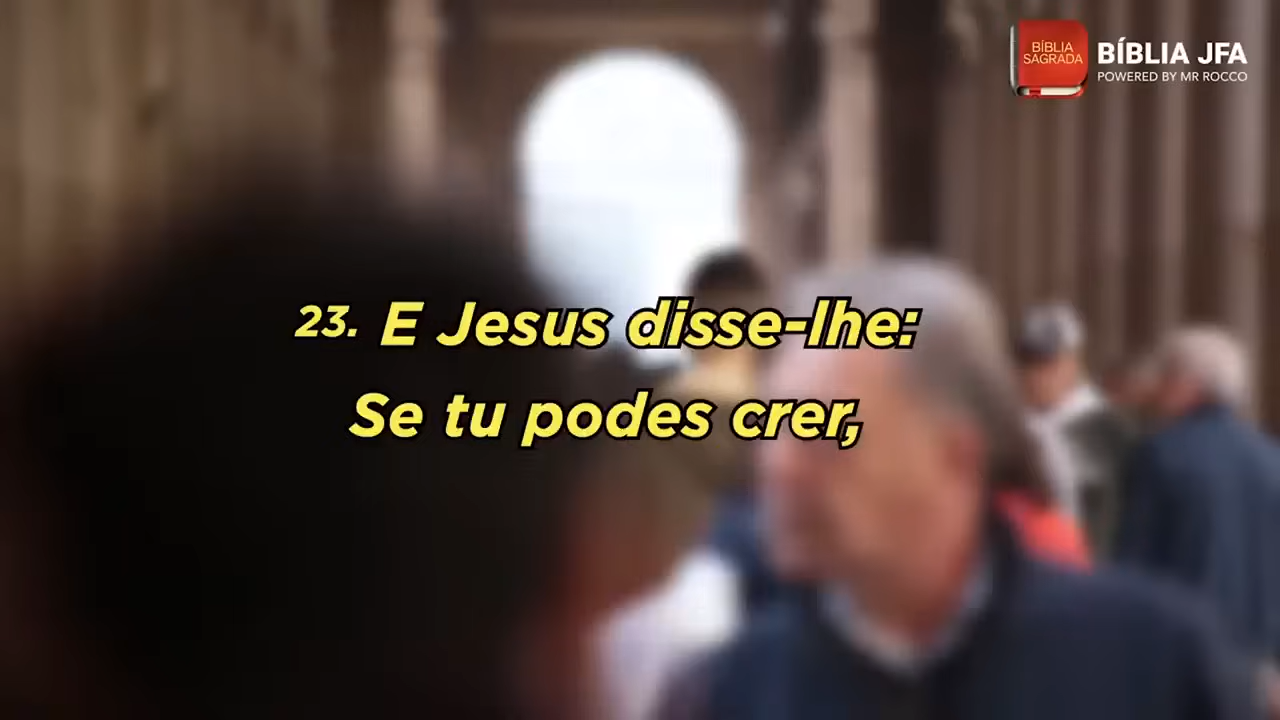 BÍBLIA
SAGRADA
BÍBLIA JFA
POWERED BY MR ROCCO
23. E Jesus disse-lhe:
Se tu podes crer,